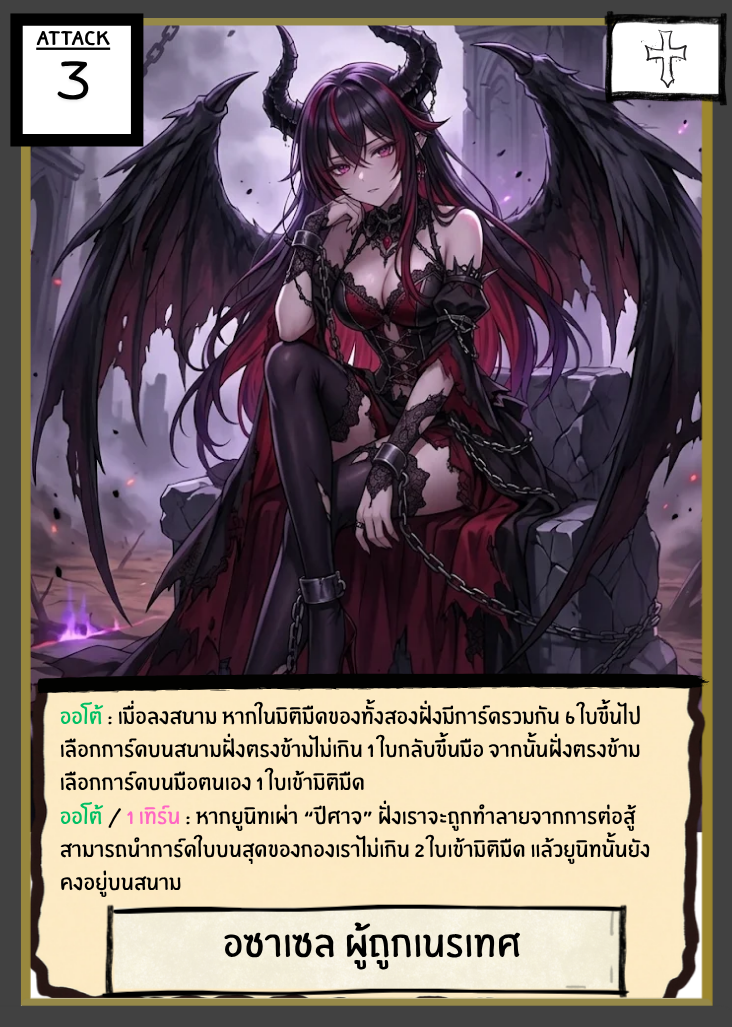 ATTACK
3
ออโต้ : เมื่อลงสนาม หากในมิติมืดของทั้งสองฝั่งมีการ์ดรวมกัน 6 ใบขึ้นไป
เลือกการ์ดบนสนามฝั่งตรงข้ามไม่เกิน 1 ใบกลับขึ้นมือ จากนั้นฝั่งตรงข้าม
เลือกการ์ดบนมือตนเอง 1 ใบเข้ามิติมืด
ออโต้ / 1 เทิร์น : หากยูนิทเผ่า “ปีศาจ” ฝั่งเราจะถูกทำลายจากการต่อสู้
สามารถนำการ์ดใบบนสุดของกองเราไม่เกิน 2 ใบเข้ามิติมืด แล้วยูนิทนั้นยัง
คงอยู่บนสนาม
อซาเซล ผู้ถูกเนรเทศ